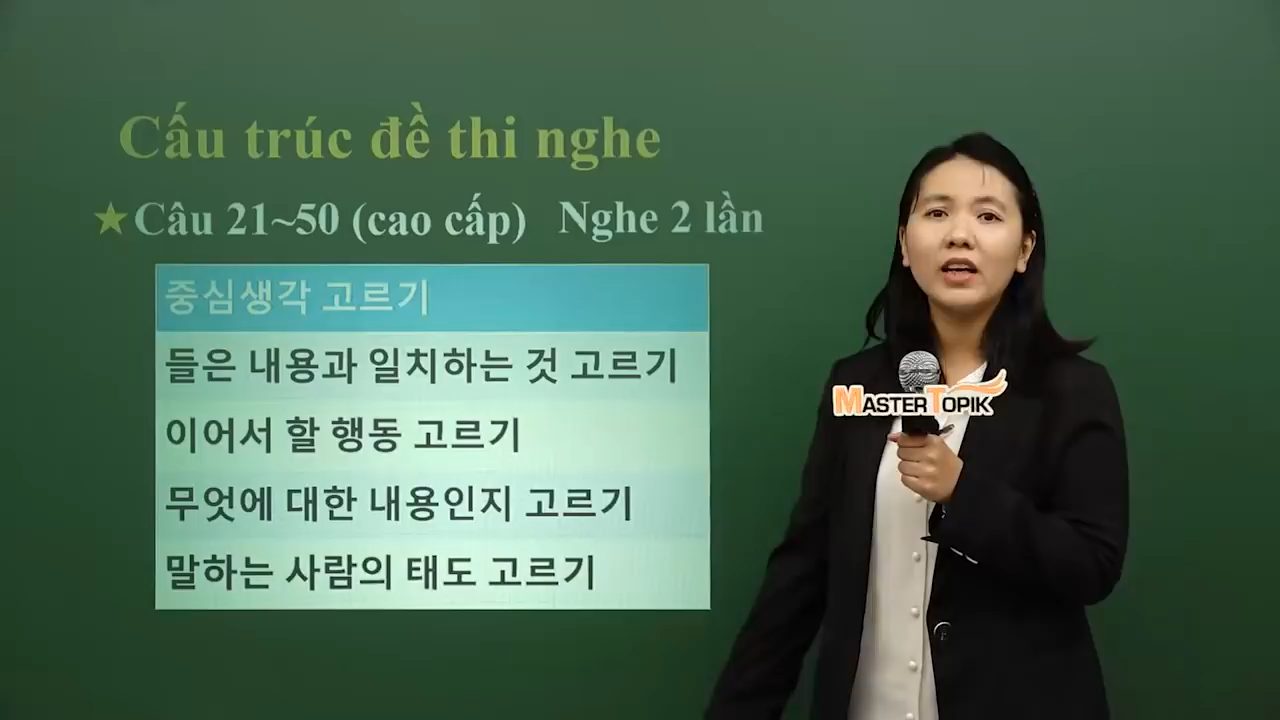 Cấu trúc đề thi nghe
★Câu 21~50 (cao cấp) Nghe 2 lần
중심생각 고르기
들은 내용과 일치하는 것 고르기
이어서 할 행동 고르기
무엇에 대한 내용인지 고르기
말하는 사람의 태도 고르기
MASTER TOPIK